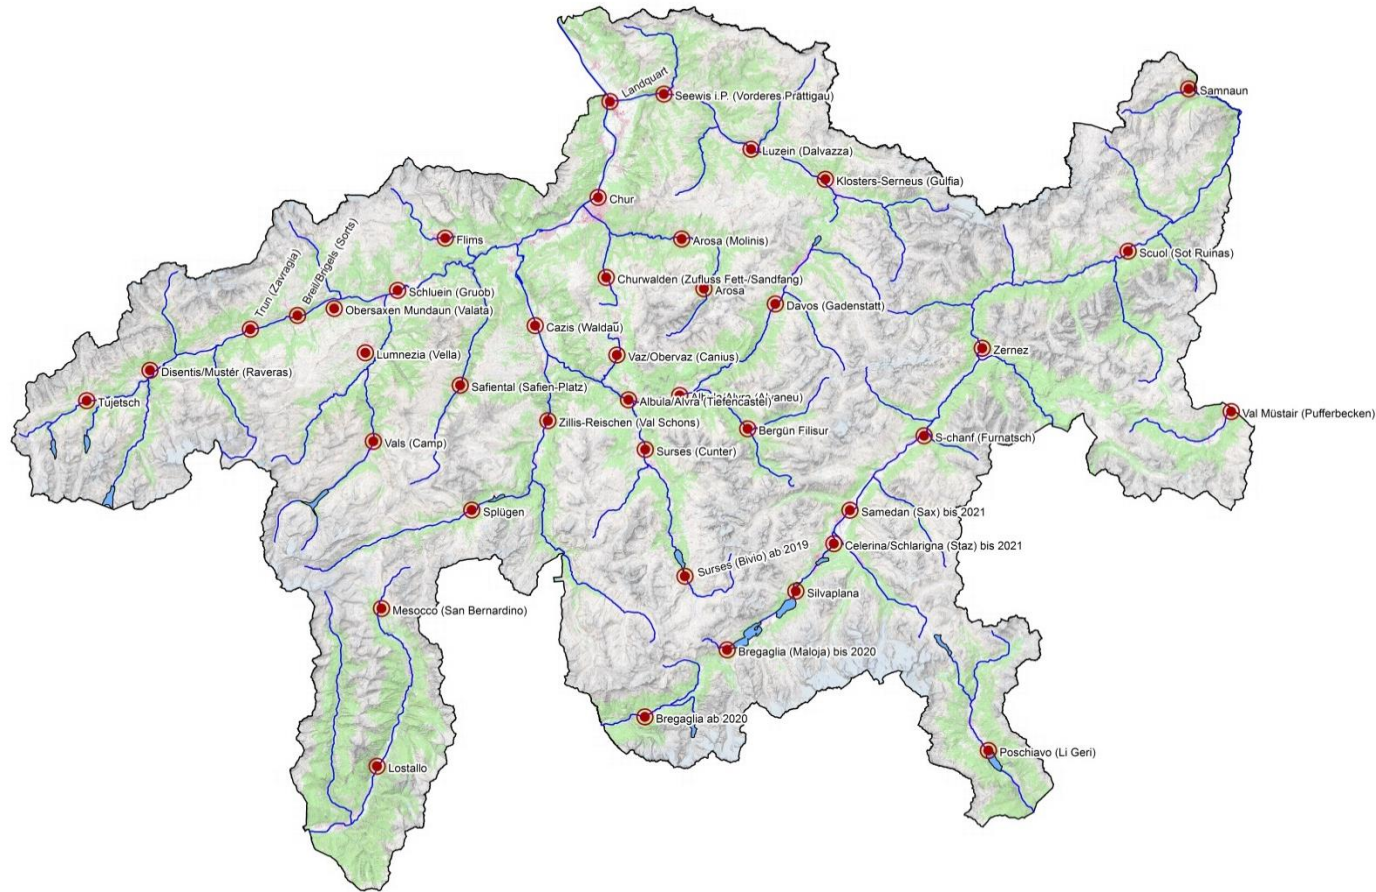 Landquart
Seewis i.P. (Vorderes Prättigau)
Samnaun
Luzein (Dalvazza)
Klosters-Serneus (Gulfia)
Chur
Flims
Arosa (Molinis)
Scuol (Sot Ruinas)
Trun (Zavragia)
Breil/Brigels (Sorts)
Churwalden (Zufluss Fett-/Sandfang)
Arosa
Schluein (Gruob)
Obersaxen Mundaun (Valata)
Davos (Gadenstatt)
Cazis (Waldau)
Zernez
Lumnezia (Vella)
Vaz/Obervaz (Canius)
Disentis/Mustér (Raveras)
Safiental (Safien-Platz)
Albula/Alvra (Alvaneu)
Tujetsch
Albula/Alvra (Tiefencastel)
Val Müstair (Pufferbecken)
Zillis-Reischen (Val Schons)
Bergün Filisur
S-chanf (Furnatsch)
Vals (Camp)
Surses (Cunter)
Splügen
Samedan (Sax) bis 2021
Celerina/Schlarigna (Staz) bis 2021
Surses (Bivio) ab 2019
Silvaplana
Mesocco (San Bernardino)
Bregaglia (Maloja) bis 2020
Bregaglia ab 2020
Poschiavo (Li Geri)
Lostallo